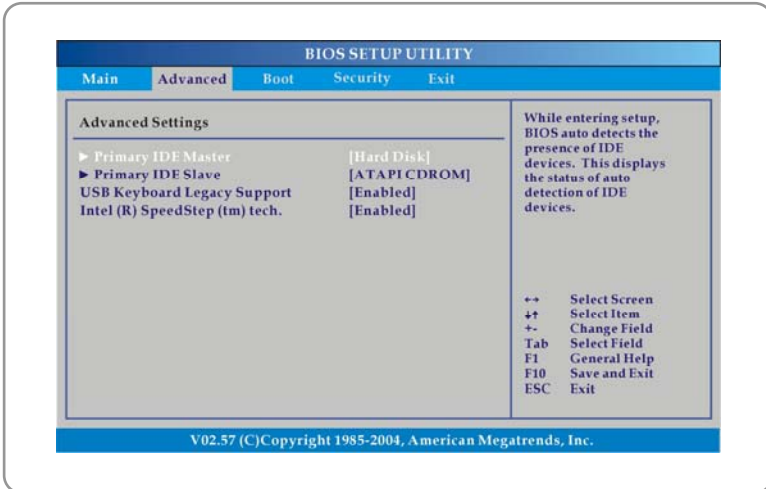 BIOS SETUP UTILITY
Main Advanced Boot Security Exit
Advanced Settings
► Primary IDE Master [Hard Disk]
► Primary IDE Slave [ATAPI CDROM]
USB Keyboard Legacy Support [Enabled]
Intel (R) SpeedStep (tm) tech. [Enabled]
While entering setup,
BIOS auto detects the
presence of IDE
devices. This displays
the status of auto
detection of IDE
devices.
←→ Select Screen
↓↑ Select Item
+- Change Field
Tab Select Field
F1 General Help
F10 Save and Exit
ESC Exit
V02.57 (C)Copyright 1985-2004, American Megatrends, Inc.